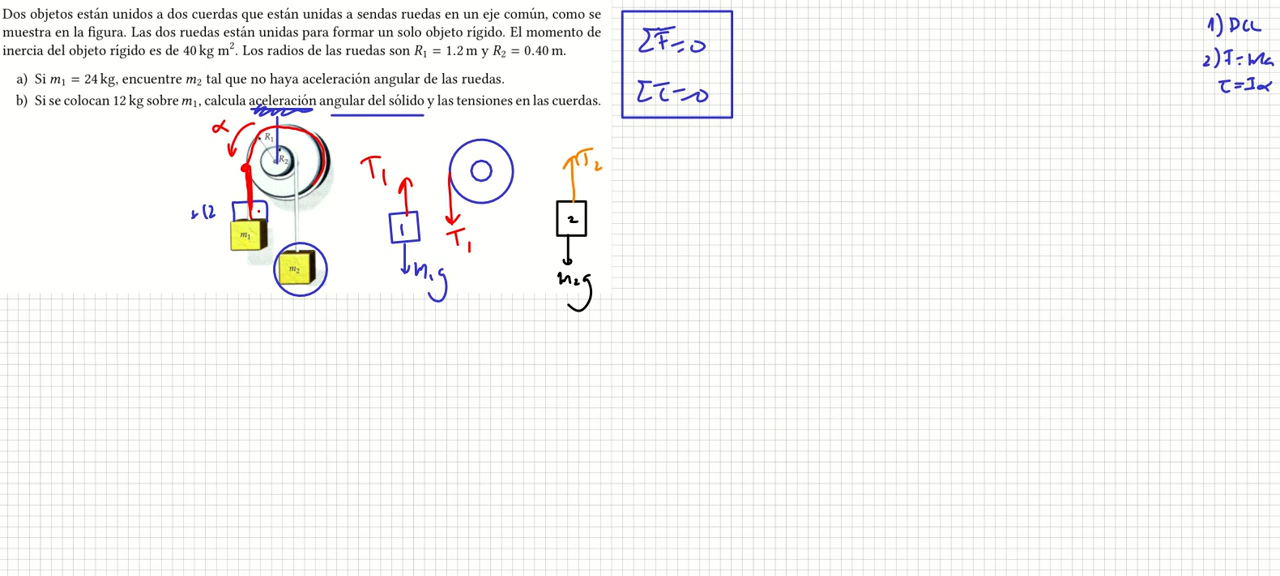 Dos objetos están unidos a dos cuerdas que están unidas a sendas ruedas en un eje común, como se
muestra en la figura. Las dos ruedas están unidas para formar un solo objeto rígido. El momento de
inercia del objeto rígido es de 40 kg m². Los radios de las ruedas son R₁ = 1.2 m y R₂ = 0.40 m.
a) Si m₁ = 24 kg, encuentre m₂ tal que no haya aceleración angular de las ruedas.
b) Si se colocan 12 kg sobre m₁, calcula aceleración angular del sólido y las tensiones en las cuerdas.
ΣF=0
Στ=0
1) DCL
2) F=ma
τ=Iα
α
R₁
R₂
m₁
m₂
T₁
1
m₁g
T₁
T₂
2
m₂g